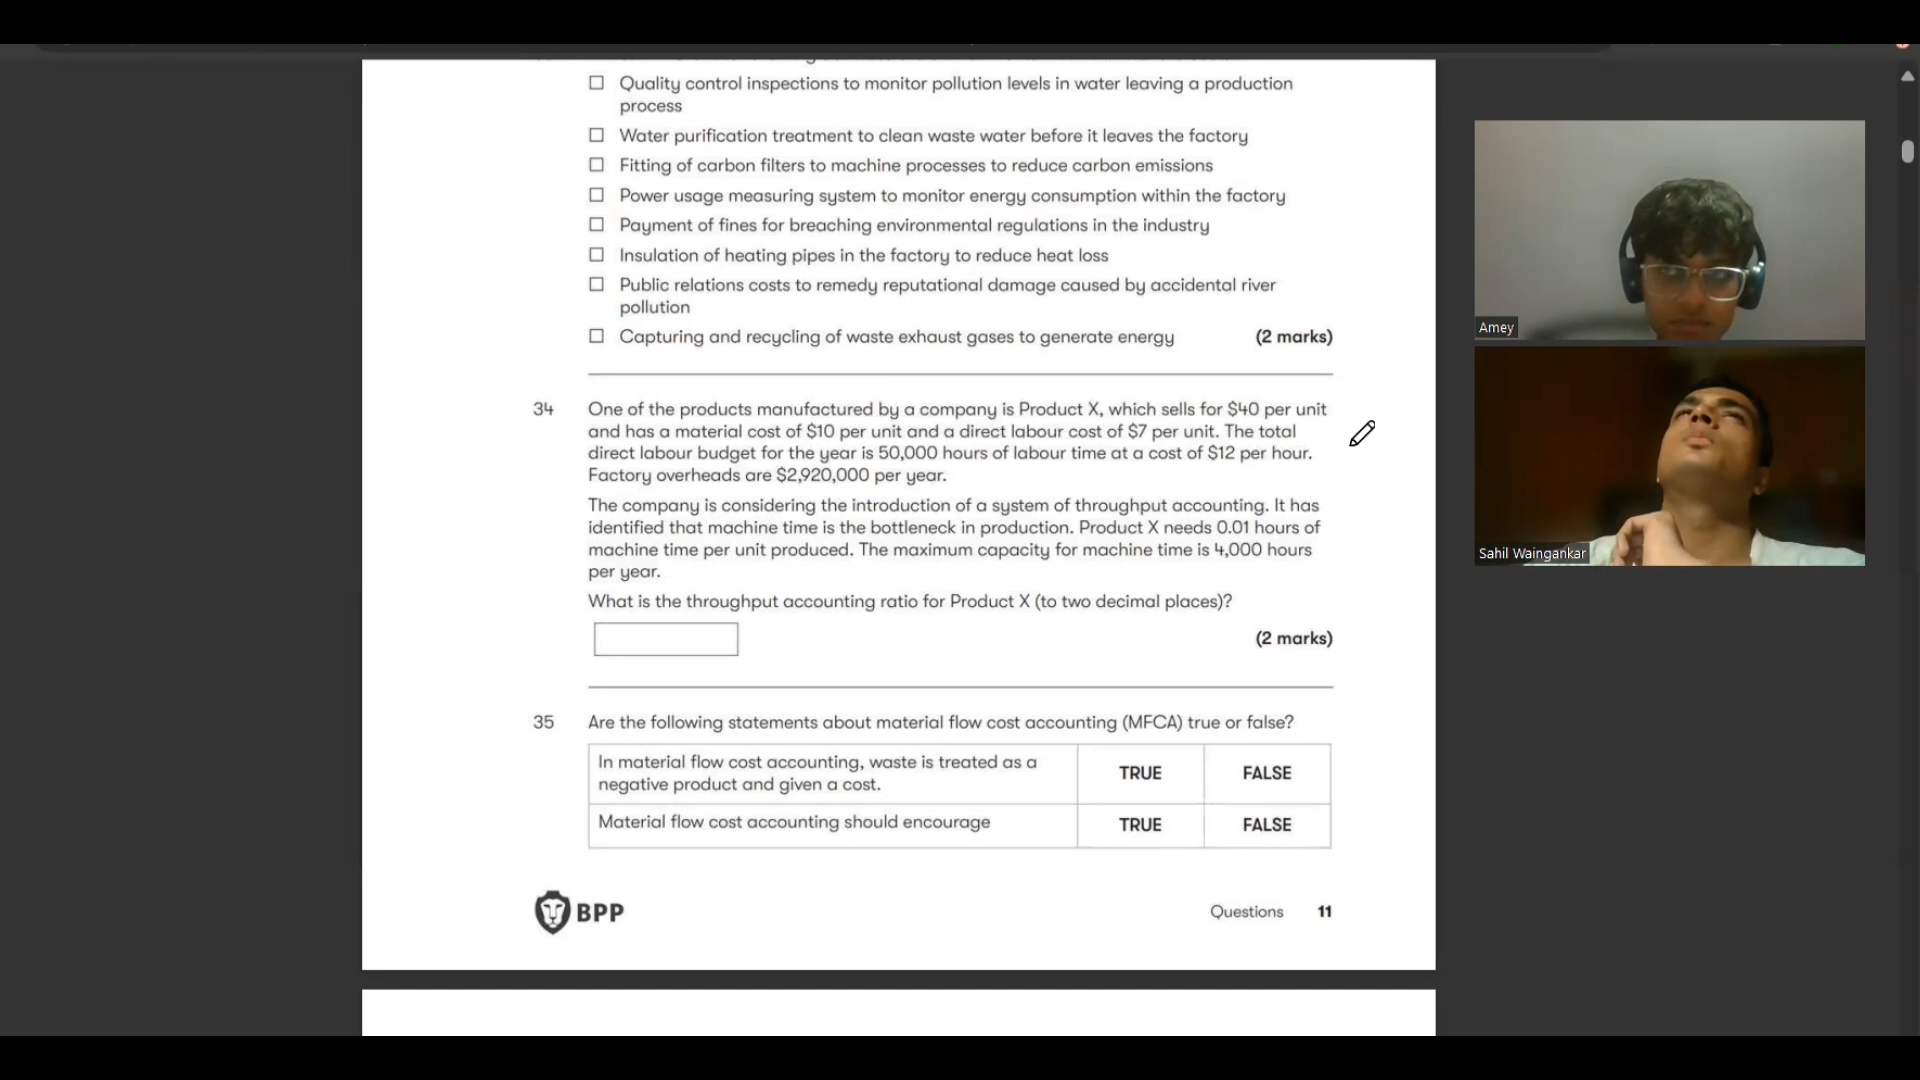 Quality control inspections to monitor pollution levels in water leaving a production
process
Water purification treatment to clean waste water before it leaves the factory
Fitting of carbon filters to machine processes to reduce carbon emissions
Power usage measuring system to monitor energy consumption within the factory
Payment of fines for breaching environmental regulations in the industry
Insulation of heating pipes in the factory to reduce heat loss
Public relations costs to remedy reputational damage caused by accidental river
pollution
Capturing and recycling of waste exhaust gases to generate energy (2 marks)
34 One of the products manufactured by a company is Product X, which sells for $40 per unit
and has a material cost of $10 per unit and a direct labour cost of $7 per unit. The total
direct labour budget for the year is 50,000 hours of labour time at a cost of $12 per hour.
Factory overheads are $2,920,000 per year.
The company is considering the introduction of a system of throughput accounting. It has
identified that machine time is the bottleneck in production. Product X needs 0.01 hours of
machine time per unit produced. The maximum capacity for machine time is 4,000 hours
per year.
What is the throughput accounting ratio for Product X (to two decimal places)?
(2 marks)
35 Are the following statements about material flow cost accounting (MFCA) true or false?
In material flow cost accounting, waste is treated as a
negative product and given a cost.
TRUE FALSE
Material flow cost accounting should encourage TRUE FALSE
BPP
Questions 11
Amey
Sahil Waingankar